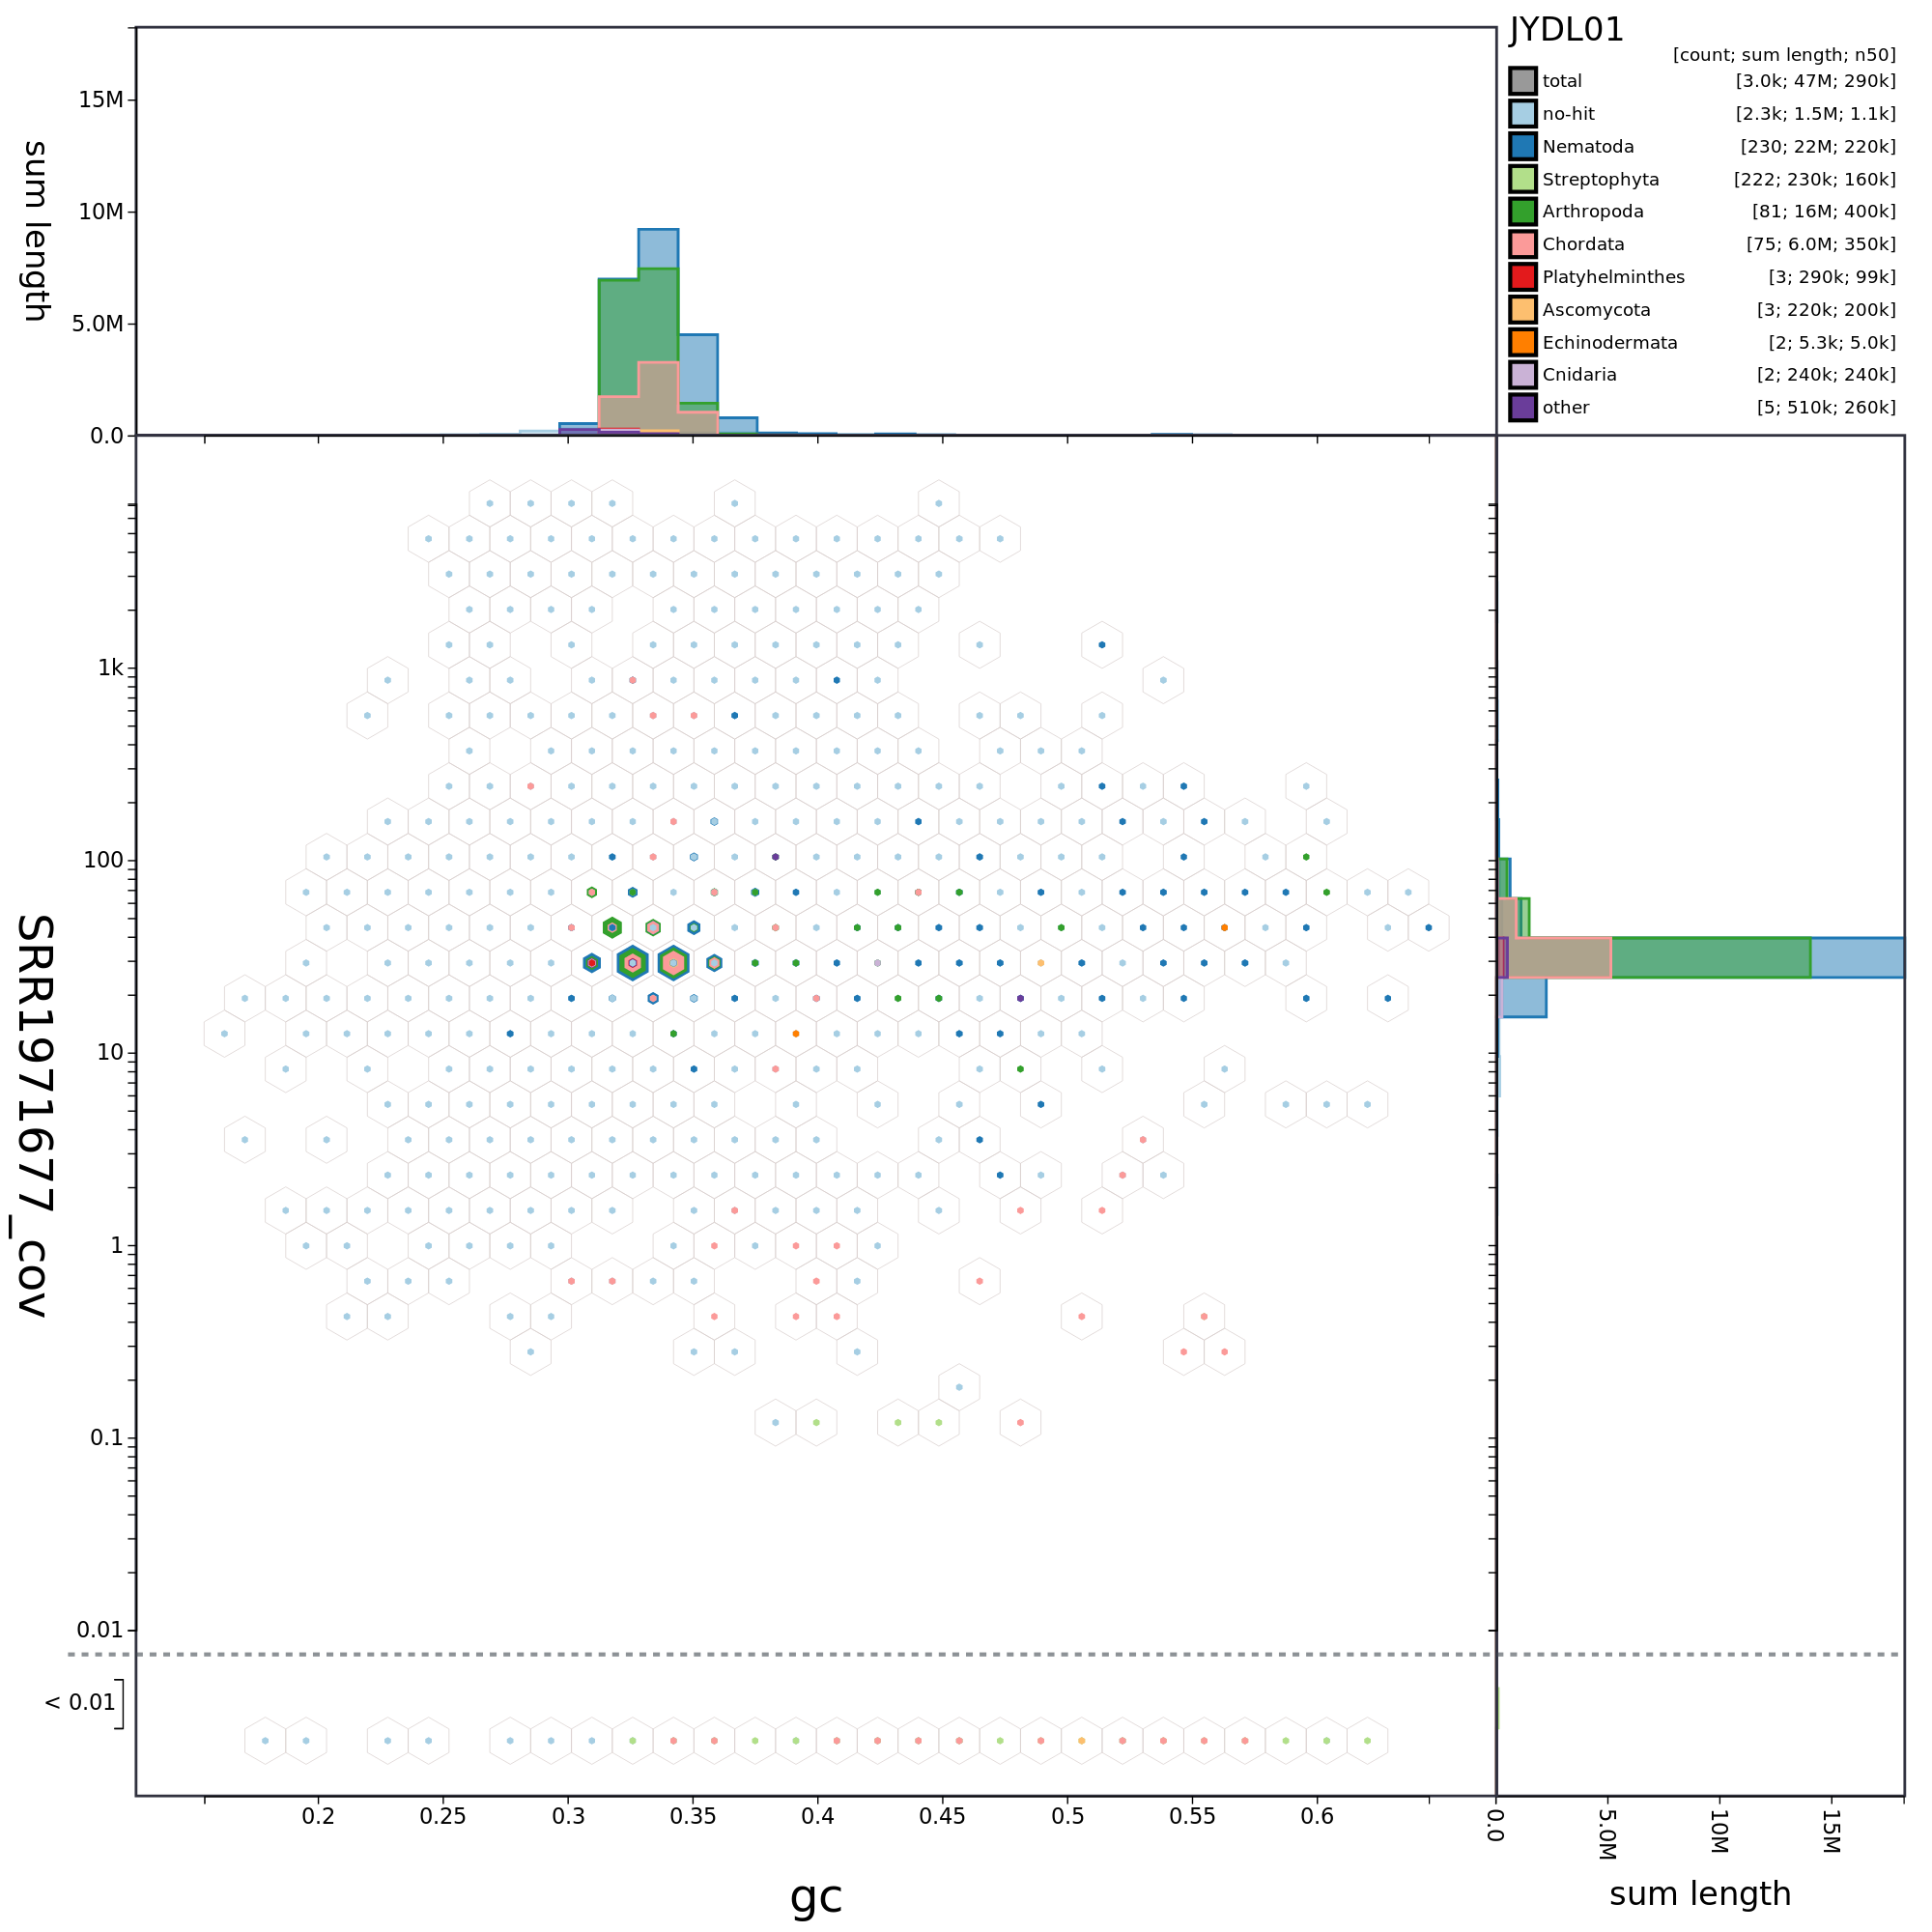 JYDL01
[count; sum length; n50]
total [3.0k; 47M; 290k]
no-hit [2.3k; 1.5M; 1.1k]
Nematoda [230; 22M; 220k]
Streptophyta [222; 230k; 160k]
Arthropoda [81; 16M; 400k]
Chordata [75; 6.0M; 350k]
Platyhelminthes [3; 290k; 99k]
Ascomycota [3; 220k; 200k]
Echinodermata [2; 5.3k; 5.0k]
Cnidaria [2; 240k; 240k]
other [5; 510k; 260k]
sum length
15M
10M
5.0M
0.0
SRR1971677_cov
1k
100
10
1
0.1
0.01
< 0.01
0.2 0.25 0.3 0.35 0.4 0.45 0.5 0.55 0.6
gc
0.0 5.0M 10M 15M
sum length